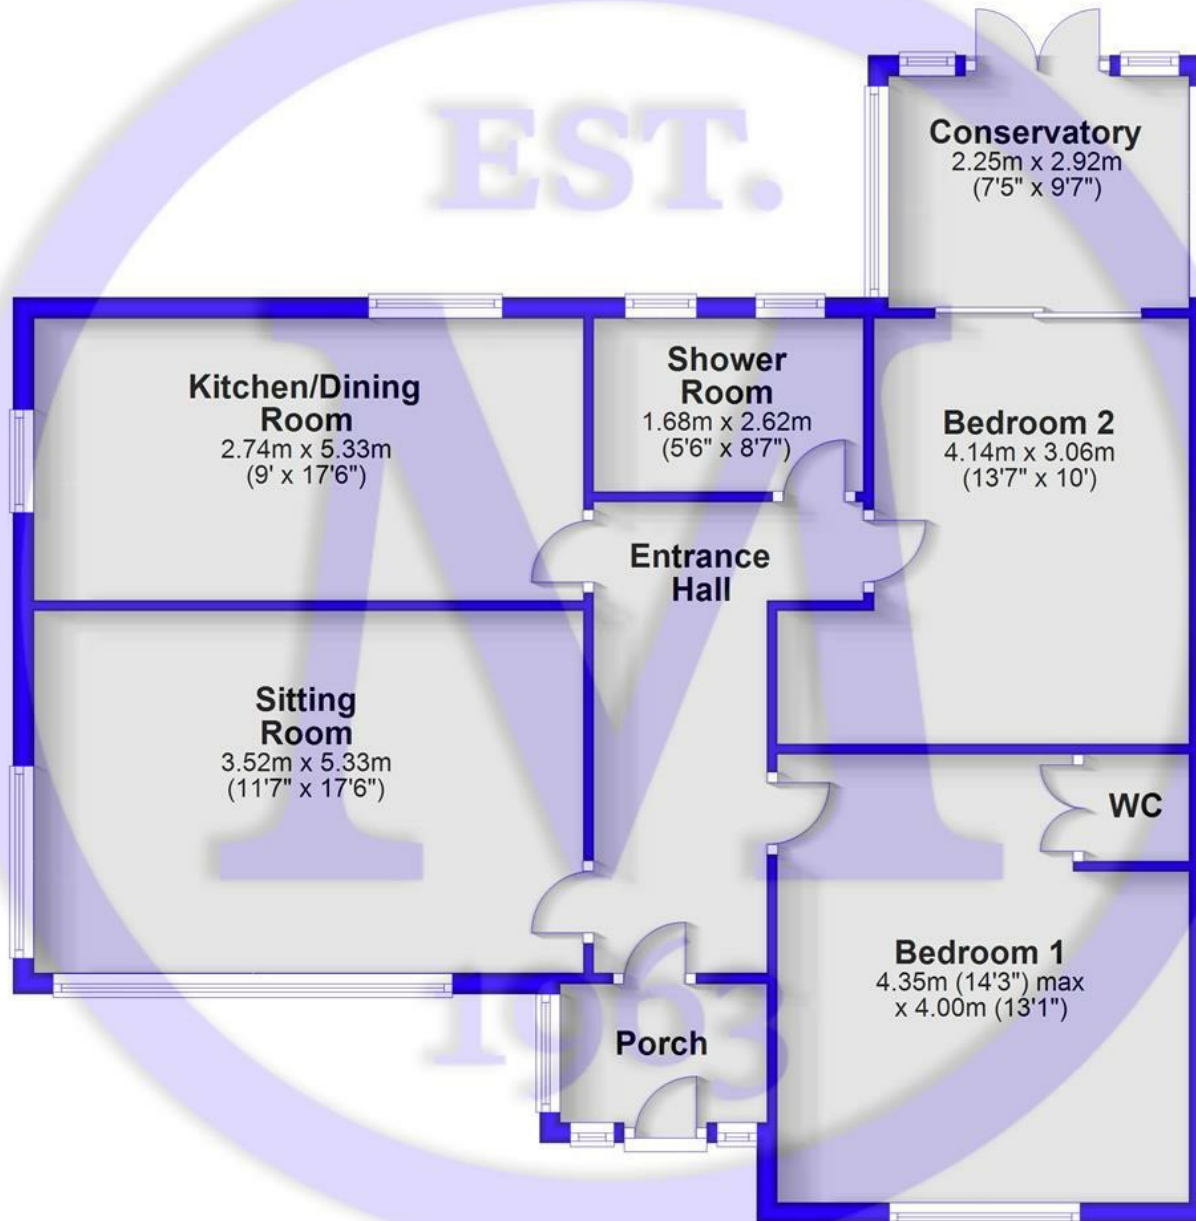 EST.
Conservatory
2.25m x 2.92m
(7'5" x 9'7")
Kitchen/Dining
Room
2.74m x 5.33m
(9' x 17'6")
Shower
Room
1.68m x 2.62m
(5'6" x 8'7")
Bedroom 2
4.14m x 3.06m
(13'7" x 10')
Entrance
Hall
M
Sitting
Room
3.52m x 5.33m
(11'7" x 17'6")
WC
Bedroom 1
4.35m (14'3") max
x 4.00m (13'1")
Porch
1963